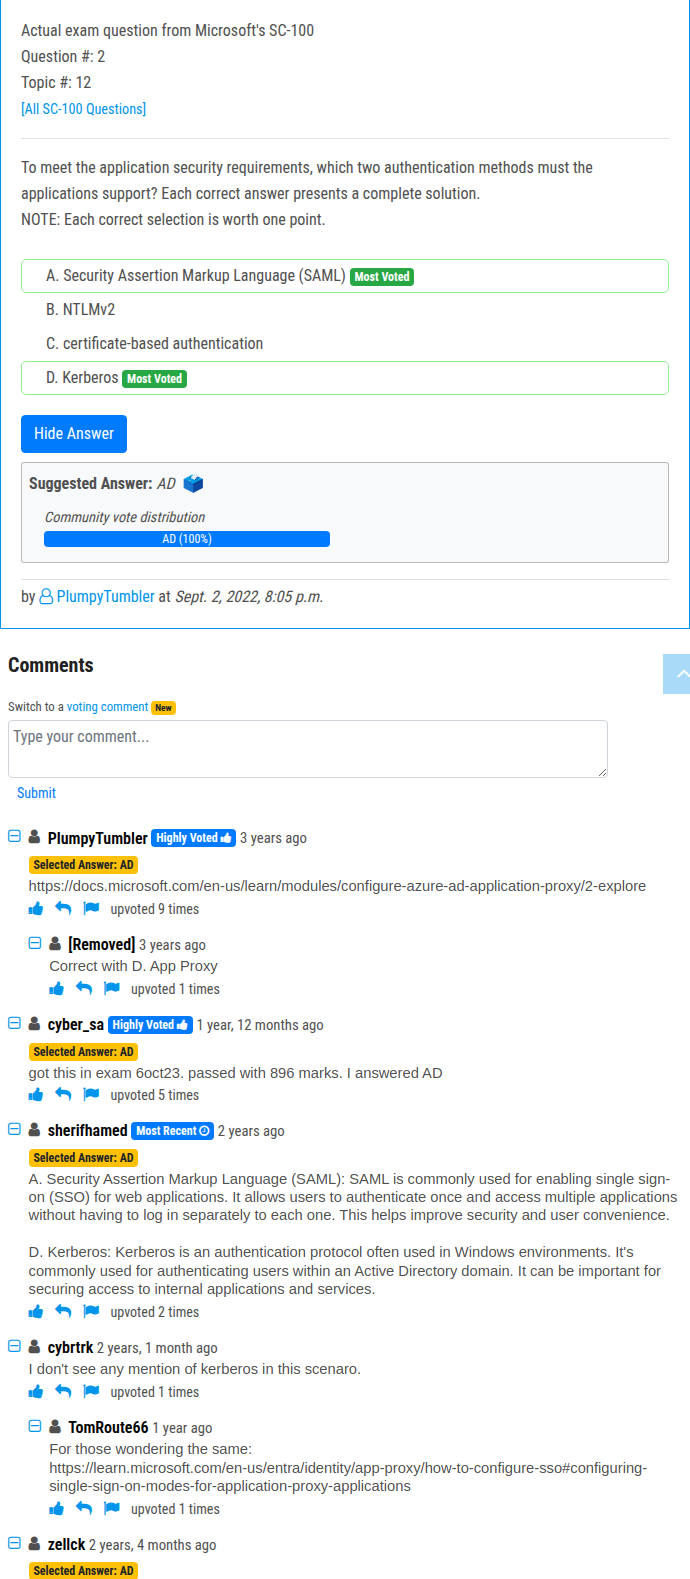 Actual exam question from Microsoft's SC-100
Question #: 2
Topic #: 12
[All SC-100 Questions]
To meet the application security requirements, which two authentication methods must the
applications support? Each correct answer presents a complete solution.
NOTE: Each correct selection is worth one point.
A. Security Assertion Markup Language (SAML) Most Voted
B. NTLMv2
C. certificate-based authentication
D. Kerberos Most Voted
Hide Answer
Suggested Answer: AD
Community vote distribution
AD (100%)
by PlumpyTumbler at Sept. 2, 2022, 8:05 p.m.
Comments
Switch to a voting comment New
Type your comment...
Submit
PlumpyTumbler Highly Voted 3 years ago
Selected Answer: AD
https://docs.microsoft.com/en-us/learn/modules/configure-azure-ad-application-proxy/2-explore
upvoted 9 times
[Removed] 3 years ago
Correct with D. App Proxy
upvoted 1 times
cyber_sa Highly Voted 1 year, 12 months ago
Selected Answer: AD
got this in exam 6oct23. passed with 896 marks. I answered AD
upvoted 5 times
sherifhamed Most Recent 2 years ago
Selected Answer: AD
A. Security Assertion Markup Language (SAML): SAML is commonly used for enabling single sign-
on (SSO) for web applications. It allows users to authenticate once and access multiple applications
without having to log in separately to each one. This helps improve security and user convenience.
D. Kerberos: Kerberos is an authentication protocol often used in Windows environments. It's
commonly used for authenticating users within an Active Directory domain. It can be important for
securing access to internal applications and services.
upvoted 2 times
cybrtrk 2 years, 1 month ago
I don't see any mention of kerberos in this scenaro.
upvoted 1 times
TomRoute66 1 year ago
For those wondering the same:
https://learn.microsoft.com/en-us/entra/identity/app-proxy/how-to-configure-sso#configuring-
single-sign-on-modes-for-application-proxy-applications
upvoted 1 times
zellck 2 years, 4 months ago
Selected Answer: AD